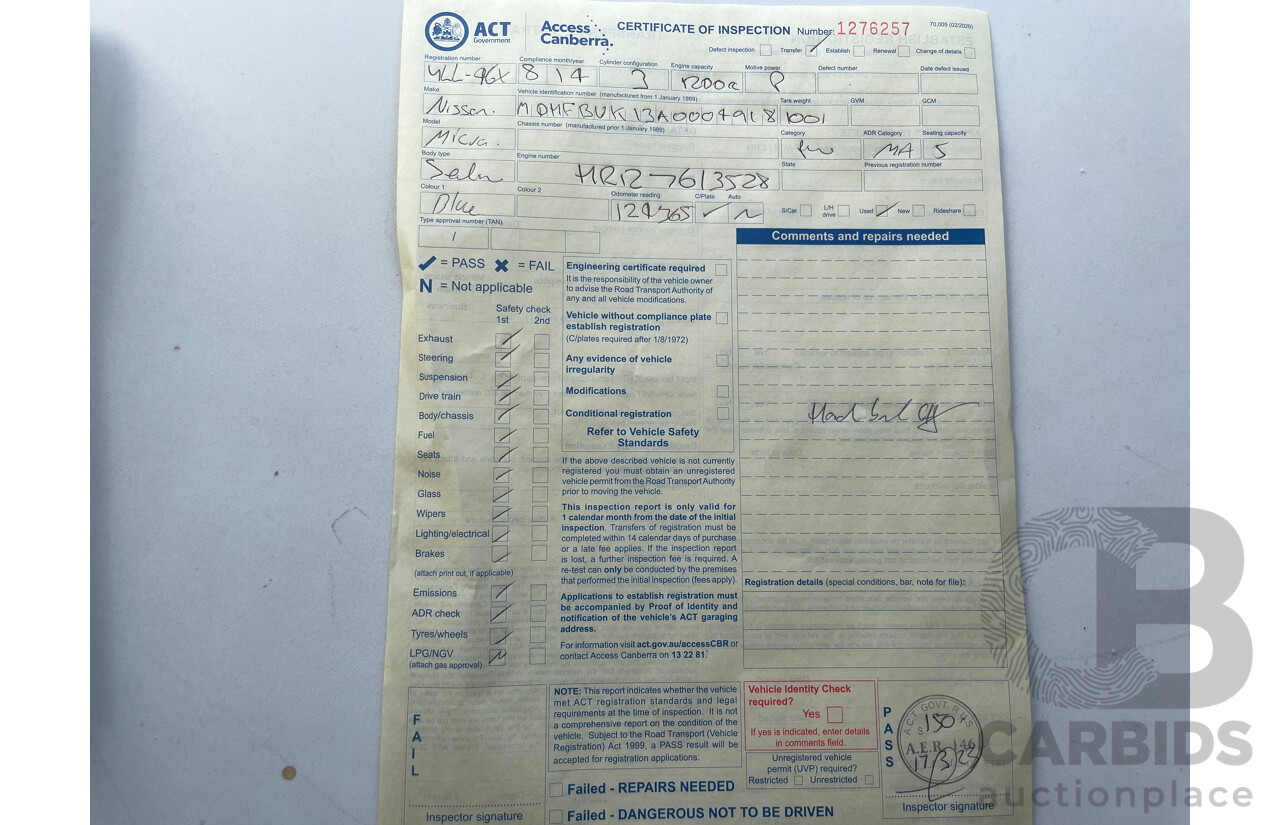 ACT Government
Access Canberra.
CERTIFICATE OF INSPECTION Number: 1276257
70.005 (02/2020)
Defect inspection Transfer Establish Renewal Change of details
Registration number Compliance month/year Cylinder configuration Engine capacity Motive power Defect number Date defect issued
8 14 3 1200cc P
Make Vehicle identification number (manufactured from 1 January 1989) Tare weight GVM GCM
Nissan. MDHFBUK13A0004918 1001
Model Chassis number (manufactured prior 1 January 1989) Category ADR Category Seating capacity
Micra. MA 5
Body type Engine number State Previous registration number
Sedan HR12-761352B
Colour 1 Colour 2 Odometer reading C/Plate Auto
Blue ✓ N
S/Car L/H drive Used New Rideshare
Type approval number (TAN)
Comments and repairs needed
✓ = PASS ✗ = FAIL
N = Not applicable
Safety check
1st 2nd
Exhaust
Steering
Suspension
Drive train
Body/chassis
Fuel
Seats
Noise
Glass
Wipers
Lighting/electrical
Brakes
(attach print out, if applicable)
Emissions
ADR check
Tyres/wheels
LPG/NGV N
(attach gas approval)
Engineering certificate required
It is the responsibility of the vehicle owner
to advise the Road Transport Authority of
any and all vehicle modifications.
Vehicle without compliance plate
establish registration
(C/plates required after 1/8/1972)
Any evidence of vehicle
irregularity
Modifications
Conditional registration
Refer to Vehicle Safety
Standards
If the above described vehicle is not currently
registered you must obtain an unregistered
vehicle permit from the Road Transport Authority
prior to moving the vehicle.
This inspection report is only valid for
1 calendar month from the date of the initial
inspection. Transfers of registration must be
completed within 14 calendar days of purchase
or a late fee applies. If the inspection report
is lost, a further inspection fee is required. A
re-test can only be conducted by the premises
that performed the initial inspection (fees apply).
Applications to establish registration must
be accompanied by Proof of Identity and
notification of the vehicle's ACT garaging
address.
For information visit act.gov.au/accessCBR or
contact Access Canberra on 13 22 81
Registration details (special conditions, bar, note for file):
FAIL
Inspector signature
NOTE: This report indicates whether the vehicle
met ACT registration standards and legal
requirements at the time of inspection. It is not
a comprehensive report on the condition of the
vehicle. Subject to the Road Transport (Vehicle
Registration) Act 1999, a PASS result will be
accepted for registration applications.
Failed - REPAIRS NEEDED
Failed - DANGEROUS NOT TO BE DRIVEN
Vehicle Identity Check
required?
Yes
If yes is indicated, enter details
in comments field.
Unregistered vehicle
permit (UVP) required?
Restricted Unrestricted
PASS
150
A.E.R. 146
Inspector signature
CARBIDS
auctionplace